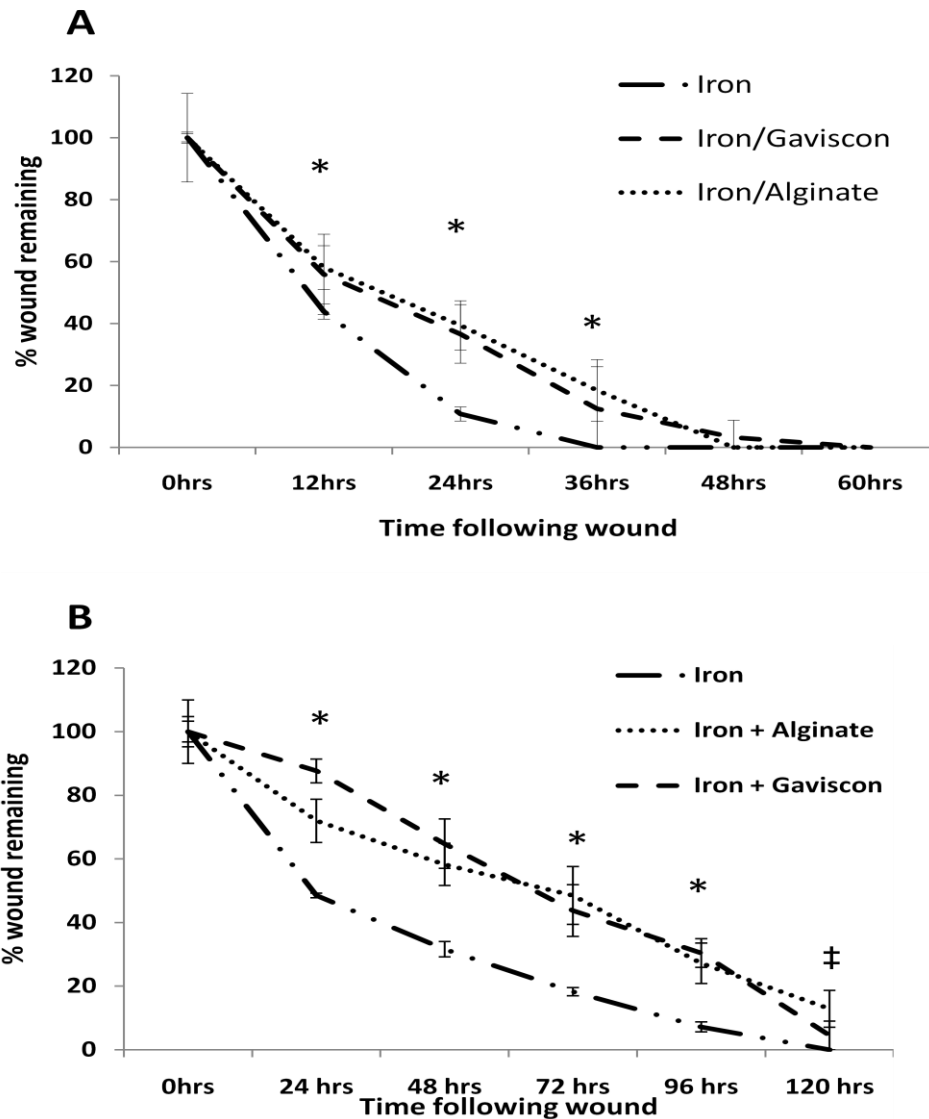 A
120
100
80
60
40
20
0
% wound remaining
* * *
Iron
Iron/Gaviscon
Iron/Alginate
0hrs 12hrs 24hrs 36hrs 48hrs 60hrs
Time following wound
B
120
100
80
60
40
20
0
% wound remaining
* * * * ‡
Iron
Iron + Alginate
Iron + Gaviscon
0hrs 24 hrs 48 hrs 72 hrs 96 hrs 120 hrs
Time following wound